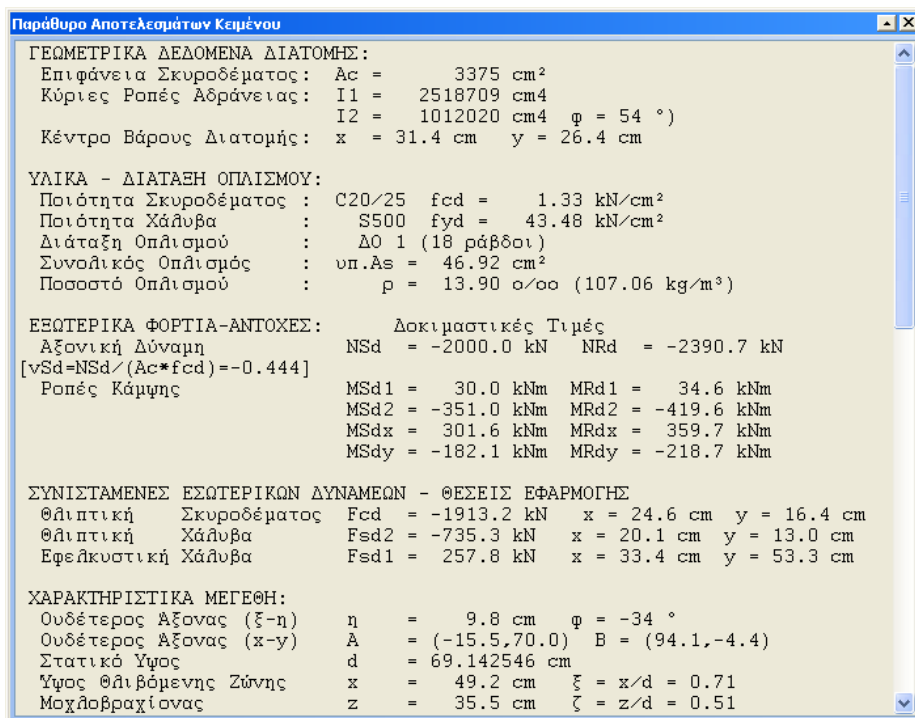 Παράθυρο Αποτελεσμάτων Κειμένου
ΓΕΩΜΕΤΡΙΚΑ ΔΕΔΟΜΕΝΑ ΔΙΑΤΟΜΗΣ:
Επιφάνεια Σκυροδέματος: Ac = 3375 cm²
Κύριες Ροπές Αδράνειας: I1 = 2518709 cm4
I2 = 1012020 cm4 φ = 54 °)
Κέντρο Βάρους Διατομής: x = 31.4 cm y = 26.4 cm
ΥΛΙΚΑ - ΔΙΑΤΑΞΗ ΟΠΛΙΣΜΟΥ:
Ποιότητα Σκυροδέματος : C20/25 fcd = 1.33 kN/cm²
Ποιότητα Χάλυβα : S500 fyd = 43.48 kN/cm²
Διάταξη Οπλισμού : ΔΟ 1 (18 ράβδοι)
Συνολικός Οπλισμός : υπ.As = 46.92 cm²
Ποσοστό Οπλισμού : ρ = 13.90 ο/οο (107.06 kg/m³)
ΕΞΩΤΕΡΙΚΑ ΦΟΡΤΙΑ-ΑΝΤΟΧΕΣ: Δοκιμαστικές Τιμές
Αξονική Δύναμη NSd = -2000.0 kN NRd = -2390.7 kN
[vSd=NSd/(Ac*fcd)=-0.444]
Ροπές Κάμψης MSd1 = 30.0 kNm MRd1 = 34.6 kNm
MSd2 = -351.0 kNm MRd2 = -419.6 kNm
MSdx = 301.6 kNm MRdx = 359.7 kNm
MSdy = -182.1 kNm MRdy = -218.7 kNm
ΣΥΝΙΣΤΑΜΕΝΕΣ ΕΣΩΤΕΡΙΚΩΝ ΔΥΝΑΜΕΩΝ - ΘΕΣΕΙΣ ΕΦΑΡΜΟΓΗΣ
Θλιπτική Σκυροδέματος Fcd = -1913.2 kN x = 24.6 cm y = 16.4 cm
Θλιπτική Χάλυβα Fsd2 = -735.3 kN x = 20.1 cm y = 13.0 cm
Εφελκυστική Χάλυβα Fsd1 = 257.8 kN x = 33.4 cm y = 53.3 cm
ΧΑΡΑΚΤΗΡΙΣΤΙΚΑ ΜΕΓΕΘΗ:
Ουδέτερος Άξονας (ξ-η) η = 9.8 cm φ = -34 °
Ουδέτερος Άξονας (x-y) A = (-15.5,70.0) B = (94.1,-4.4)
Στατικό Υψος d = 69.142546 cm
Ύψος Θλιβόμενης Ζώνης x = 49.2 cm ξ = x/d = 0.71
Μοχλοβραχίονας z = 35.5 cm ζ = z/d = 0.51